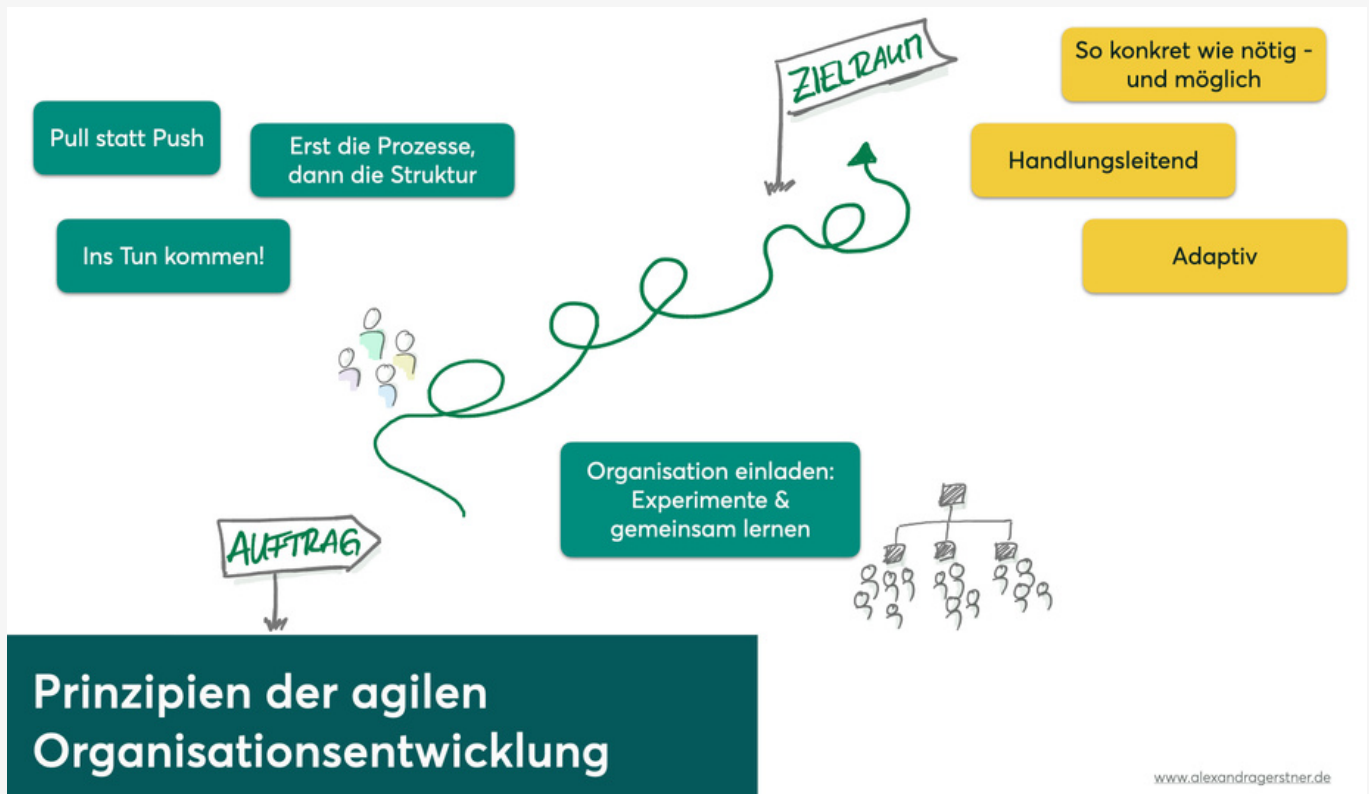 ZIELRAUM
So konkret wie nötig -
und möglich
Pull statt Push
Erst die Prozesse,
dann die Struktur
Handlungsleitend
Ins Tun kommen!
Adaptiv
Organisation einladen:
Experimente &
gemeinsam lernen
AUFTRAG
Prinzipien der agilen
Organisationsentwicklung
www.alexandragerstner.de